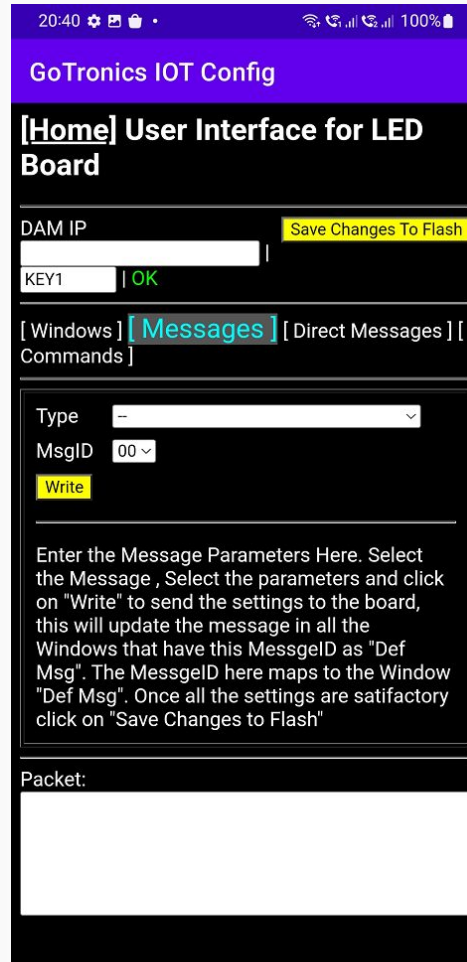 20:40
100%
GoTronics IOT Config
[Home] User Interface for LED
Board
DAM IP
Save Changes To Flash
|
KEY1 | OK
[ Windows ] [ Messages ] [ Direct Messages ] [
Commands ]
Type --
MsgID 00
Write
Enter the Message Parameters Here. Select
the Message , Select the parameters and click
on "Write" to send the settings to the board,
this will update the message in all the
Windows that have this MessgeID as "Def
Msg". The MessgeID here maps to the Window
"Def Msg". Once all the settings are satifactory
click on "Save Changes to Flash"
Packet: